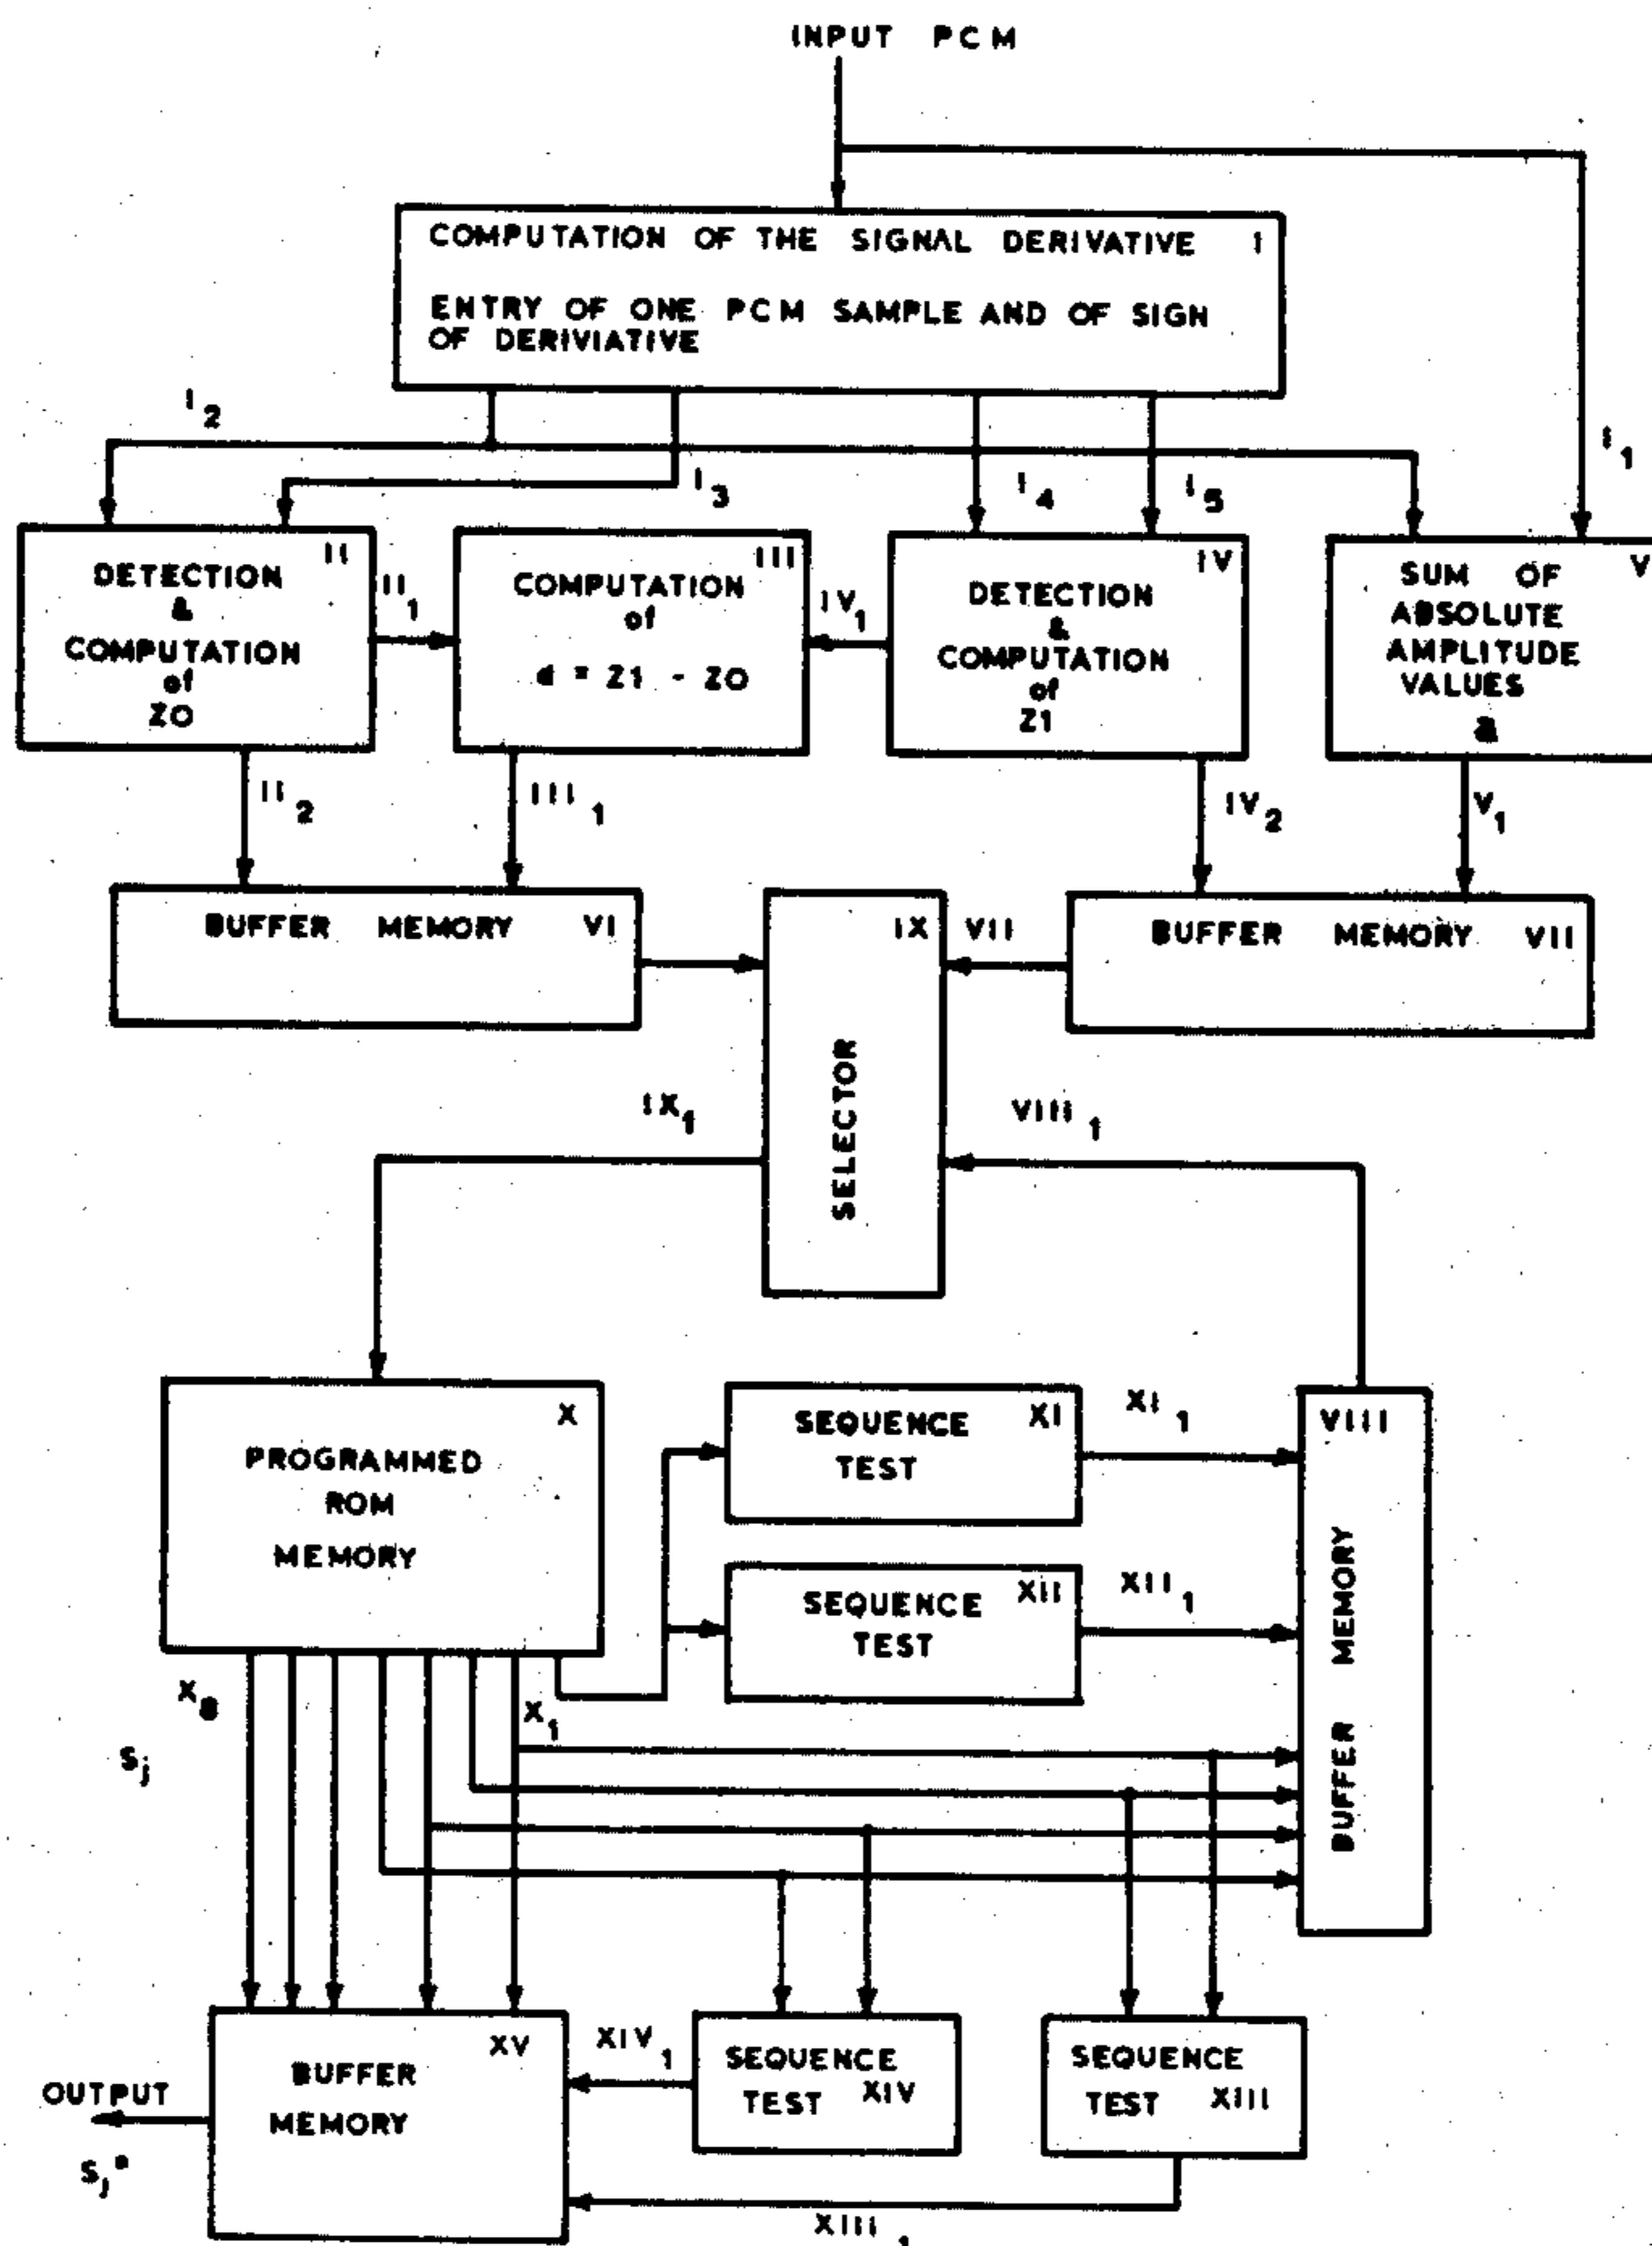 INPUT PCM
COMPUTATION OF THE SIGNAL DERIVATIVE I
ENTRY OF ONE PCM SAMPLE AND OF SIGN
OF DERIVIATIVE
I2
I1
I3
I4
I5
DETECTION
&
COMPUTATION
of
Z0
II
II1
COMPUTATION
of
d = Z1 - Z0
III
IV1
DETECTION
&
COMPUTATION
of
Z1
IV
SUM OF
ABSOLUTE
AMPLITUDE
VALUES
a
V
II2
III1
IV2
V1
BUFFER MEMORY VI
IX
SELECTOR
VII
BUFFER MEMORY VII
IX1
VIII1
PROGRAMMED
ROM
MEMORY
X
SEQUENCE
TEST
XI
XI1
SEQUENCE
TEST
XII
XII1
VIII
BUFFER MEMORY
X8
X1
Sj
BUFFER
MEMORY
XV
XIV1
SEQUENCE
TEST XIV
SEQUENCE
TEST XIII
OUTPUT
Sj*
XIII1